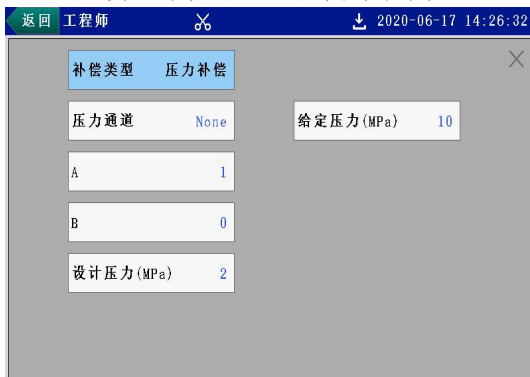 返回 工程师 2020-06-17 14:26:32
补偿类型 压力补偿
压力通道 None 给定压力(MPa) 10
A 1
B 0
设计压力(MPa) 2